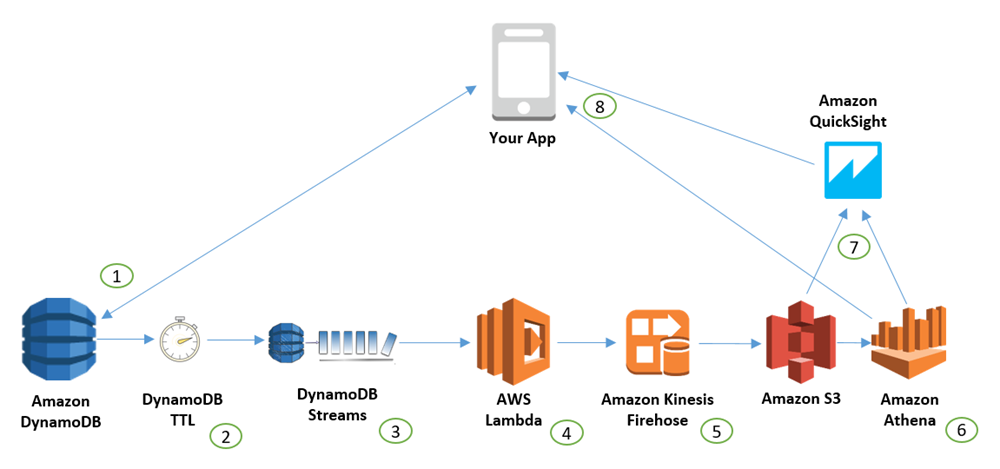 8
Your App
Amazon
QuickSight
7
1
Amazon
DynamoDB
DynamoDB
TTL
2
DynamoDB
Streams
3
AWS
Lambda
4
Amazon Kinesis
Firehose
5
Amazon S3
Amazon
Athena
6